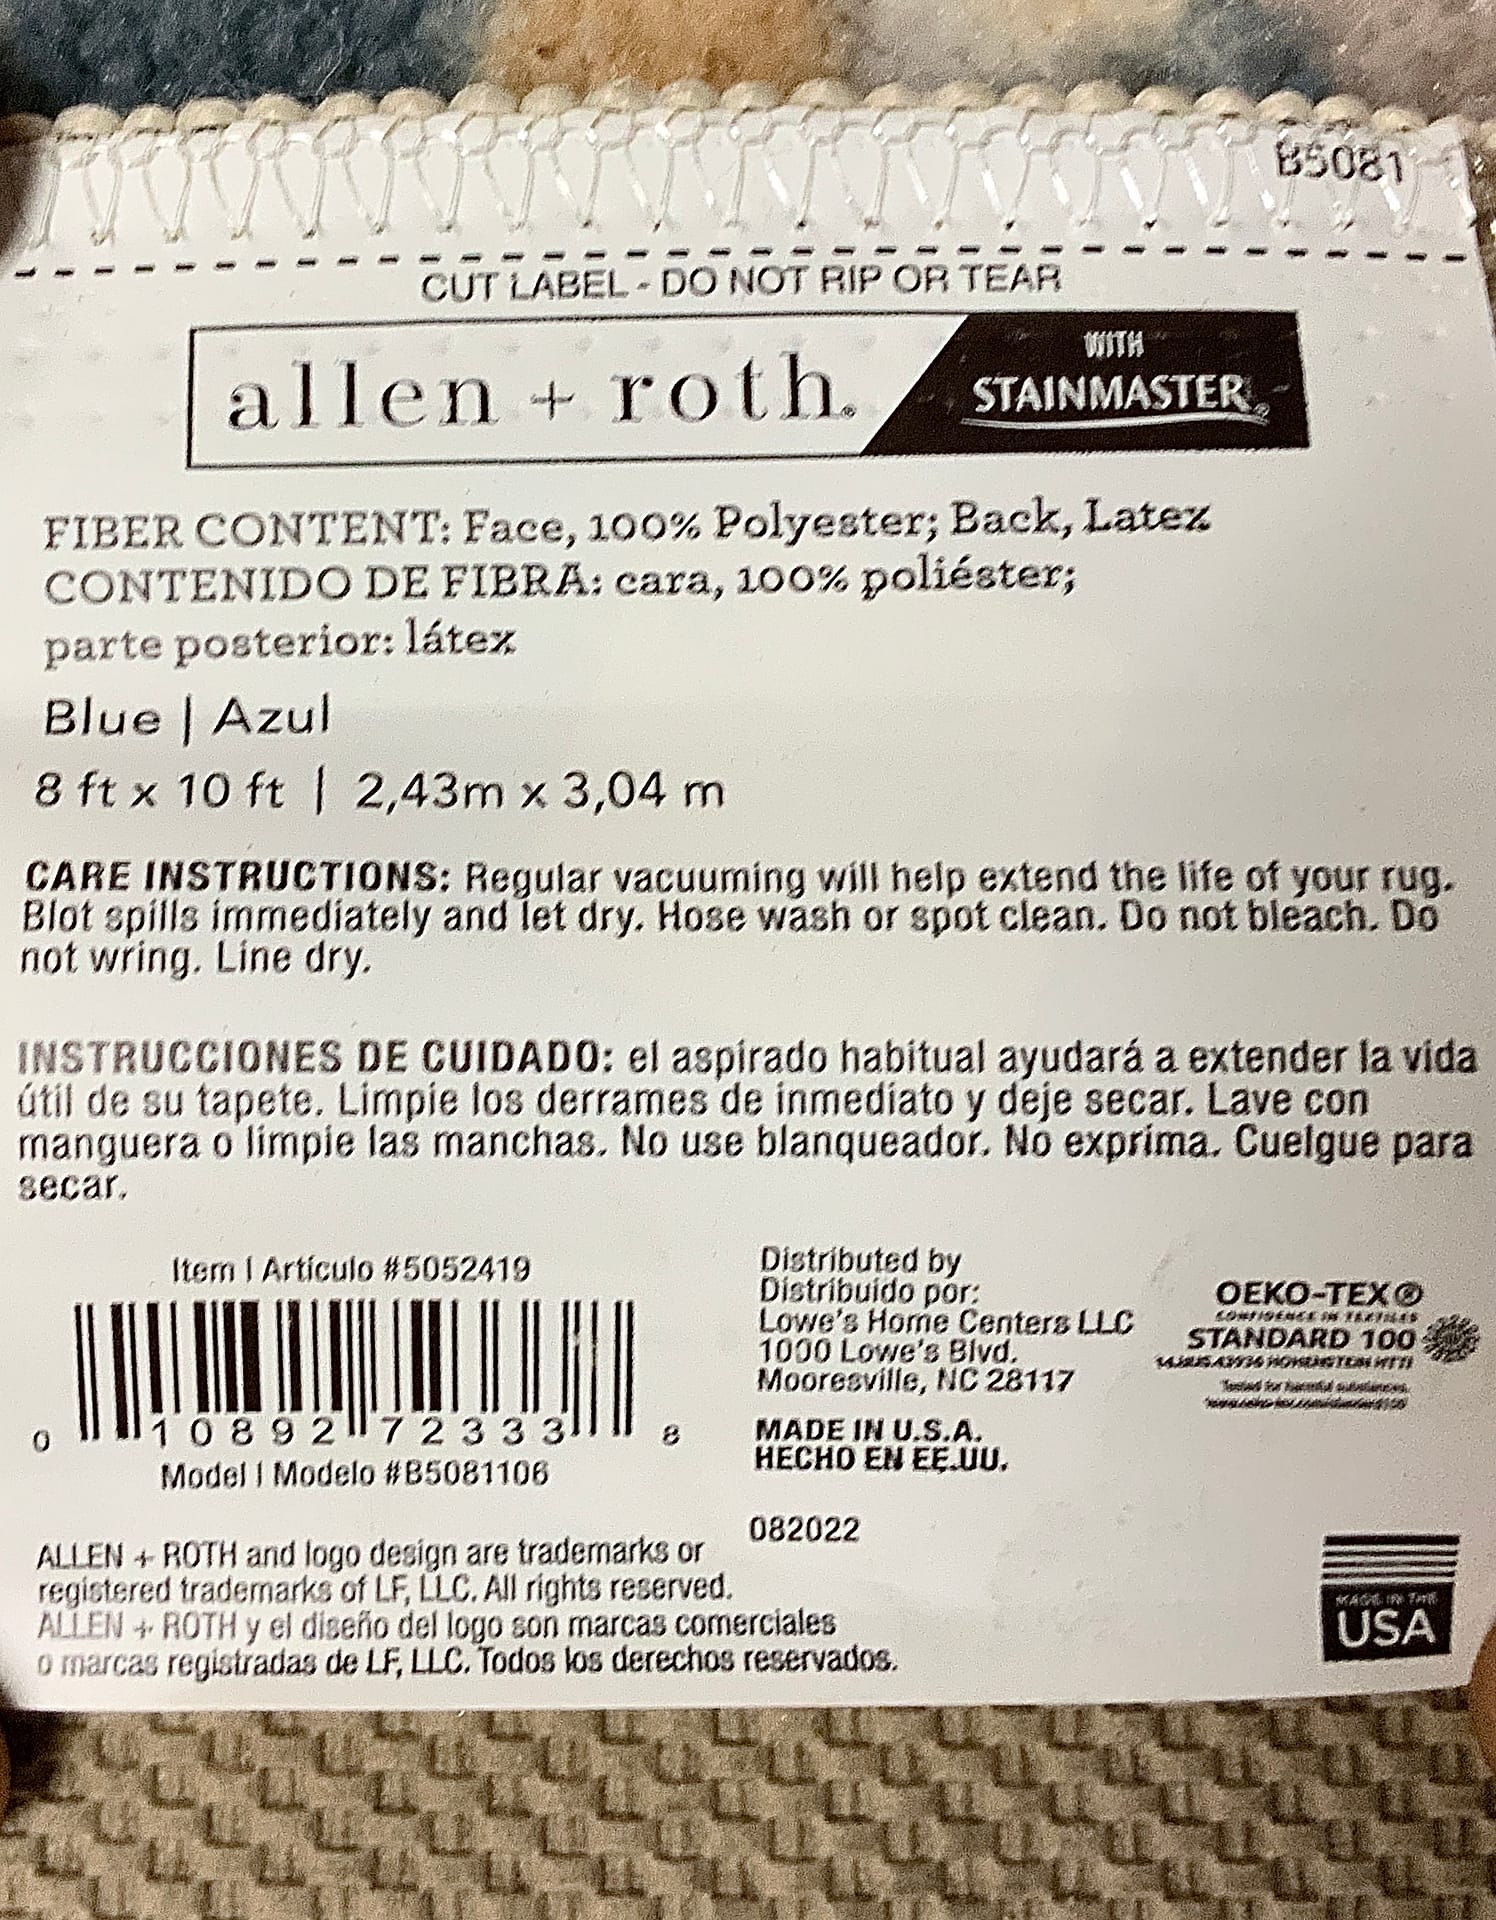 B5081
CUT LABEL - DO NOT RIP OR TEAR
allen + roth®
WITH
STAINMASTER®
FIBER CONTENT: Face, 100% Polyester; Back, Latex
CONTENIDO DE FIBRA: cara, 100% poliéster;
parte posterior: látex
Blue | Azul
8 ft x 10 ft | 2,43m x 3,04 m
CARE INSTRUCTIONS: Regular vacuuming will help extend the life of your rug.
Blot spills immediately and let dry. Hose wash or spot clean. Do not bleach. Do
not wring. Line dry.
INSTRUCCIONES DE CUIDADO: el aspirado habitual ayudará a extender la vida
útil de su tapete. Limpie los derrames de inmediato y deje secar. Lave con
manguera o limpie las manchas. No use blanqueador. No exprima. Cuelgue para
secar.
Item | Artículo #5052419
0 10892 72333 8
Model | Modelo #B5081106
Distributed by
Distribuido por:
Lowe's Home Centers LLC
1000 Lowe's Blvd.
Mooresville, NC 28117
MADE IN U.S.A.
HECHO EN EE.UU.
082022
OEKO-TEX®
CONFIDENCE IN TEXTILES
STANDARD 100
HOHENSTEIN HTTI
Tested for harmful substances.
ALLEN + ROTH and logo design are trademarks or
registered trademarks of LF, LLC. All rights reserved.
ALLEN + ROTH y el diseño del logo son marcas comerciales
o marcas registradas de LF, LLC. Todos los derechos reservados.
MADE IN THE
USA